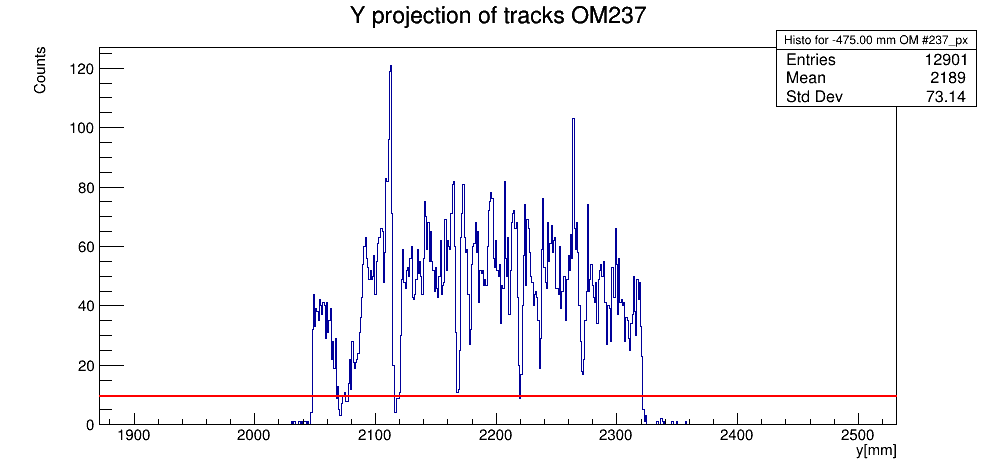 Y projection of tracks OM237
Histo for -475.00 mm OM #237_px
Entries 12901
Mean 2189
Std Dev 73.14
Counts
120
100
80
60
40
20
0
1900 2000 2100 2200 2300 2400 2500
y[mm]